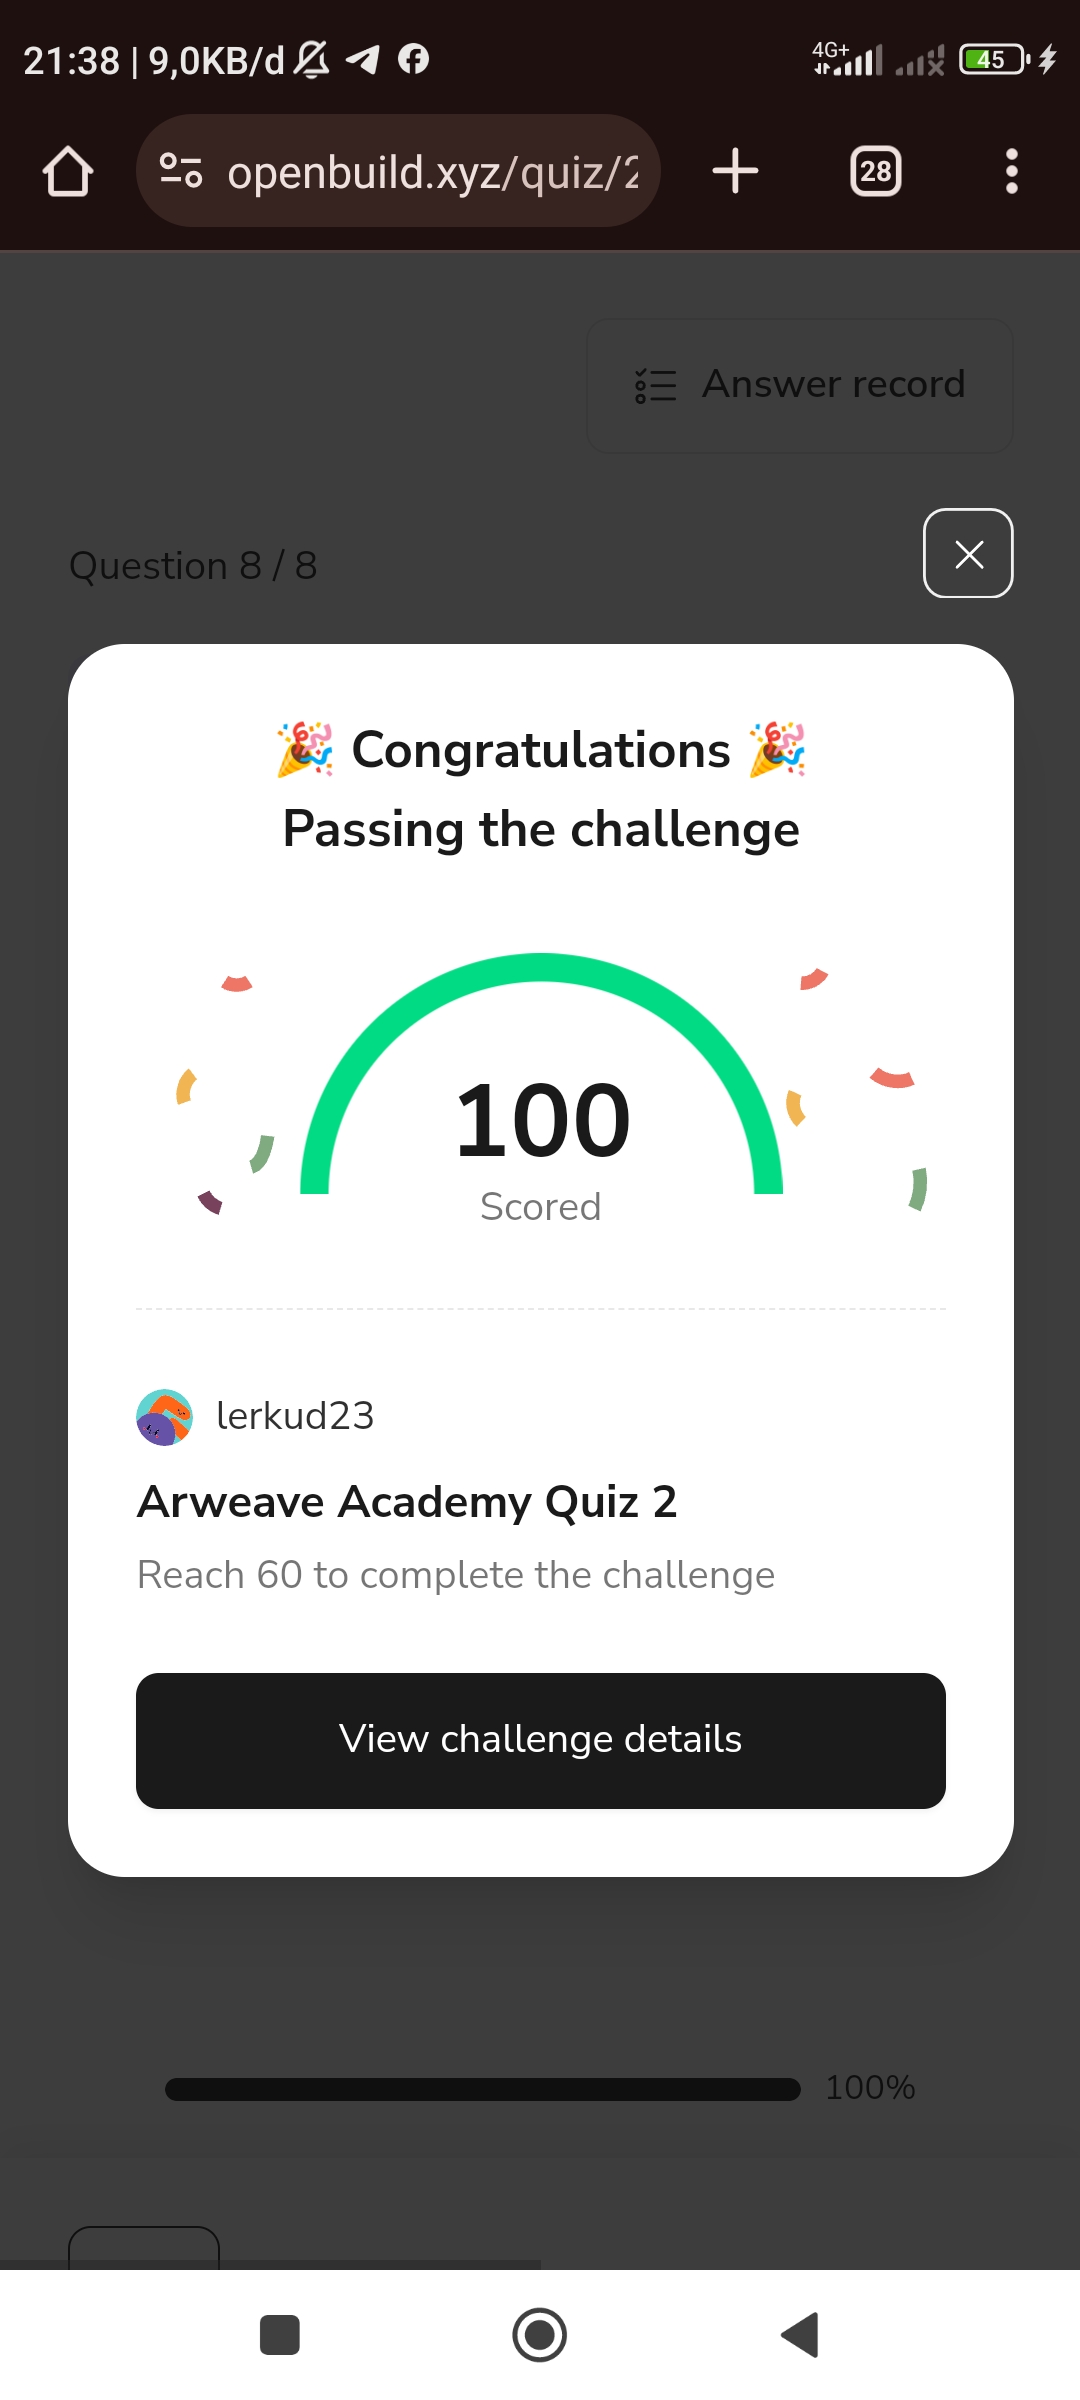 21:38 | 9,0KB/d
4G+
45
openbuild.xyz/quiz/2
28
Answer record
Question 8 / 8
🎉 Congratulations 🎉
Passing the challenge
100
Scored
lerkud23
Arweave Academy Quiz 2
Reach 60 to complete the challenge
View challenge details
100%